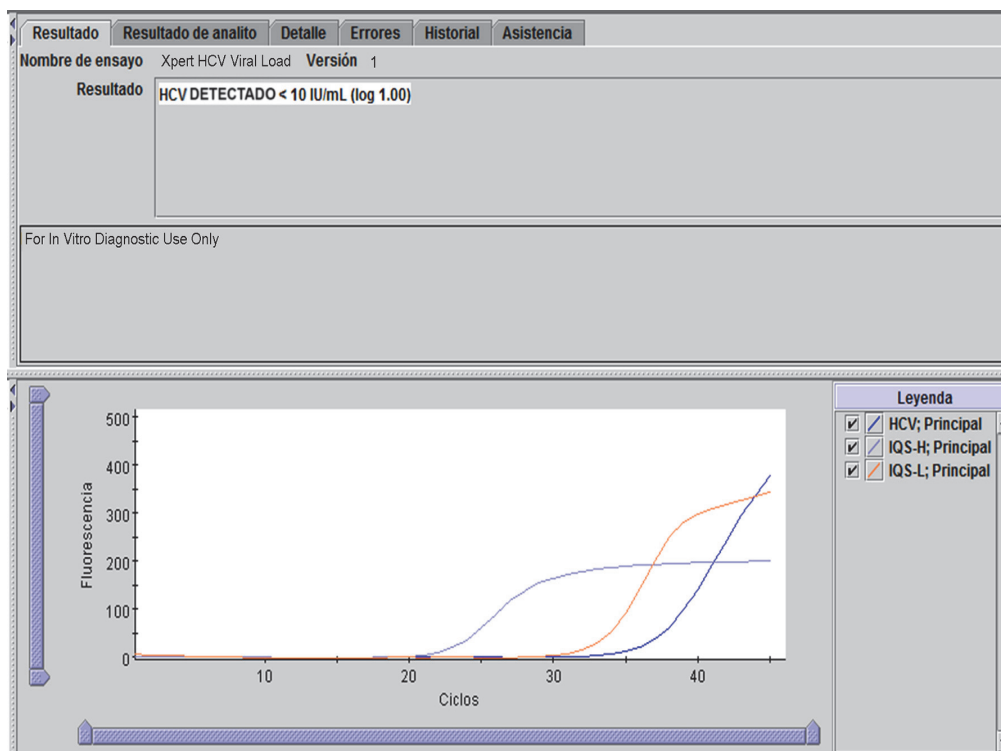 Resultado Resultado de analito Detalle Errores Historial Asistencia
Nombre de ensayo Xpert HCV Viral Load Versión 1
Resultado HCV DETECTADO < 10 IU/mL (log 1.00)
For In Vitro Diagnostic Use Only
500
400
300
200
100
0
Fluorescencia
10 20 30 40
Ciclos
Leyenda
HCV; Principal
IQS-H; Principal
IQS-L; Principal